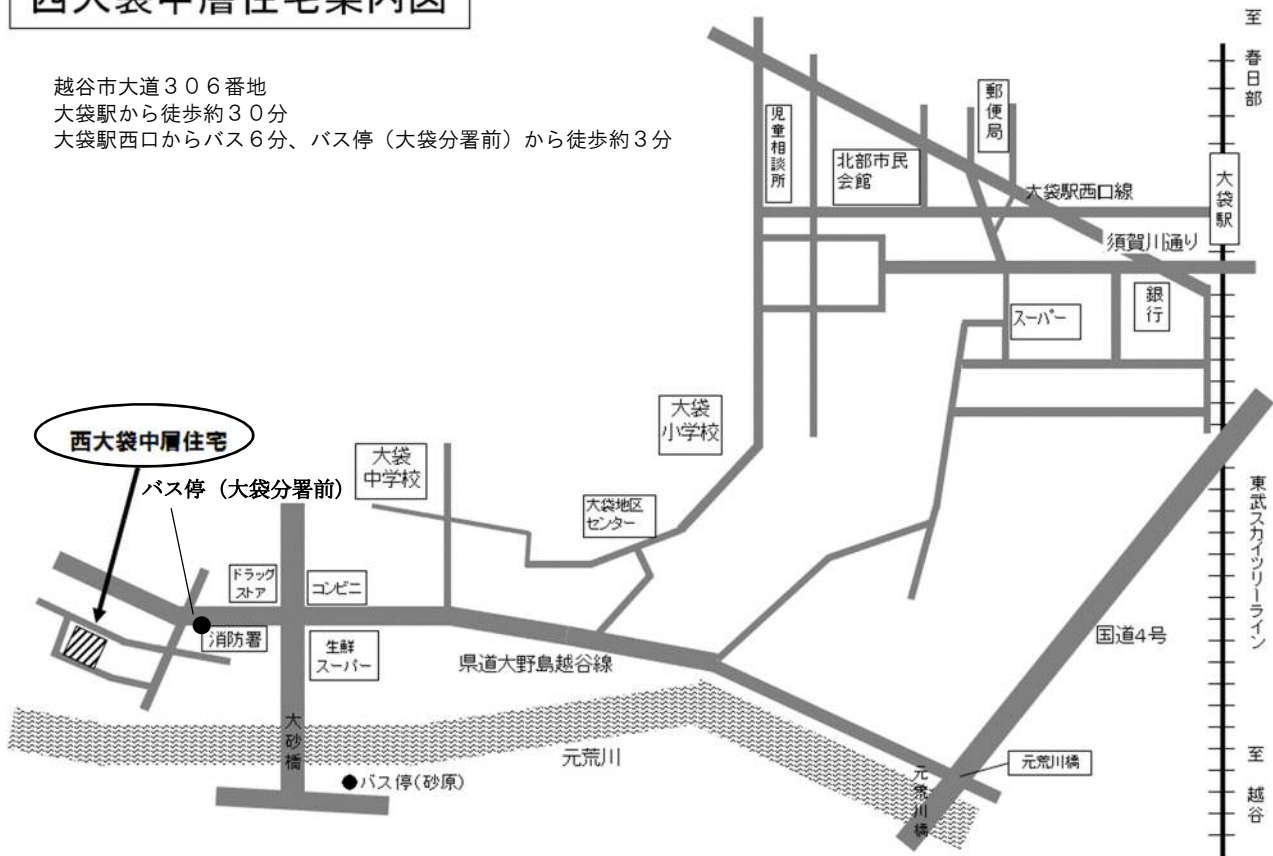 西大袋中層住宅案内図
越谷市大道３０６番地
大袋駅から徒歩約３０分
大袋駅西口からバス６分、バス停（大袋分署前）から徒歩約３分
至 春日部
郵便局
児童相談所
北部市民
会館
大袋駅
大袋駅西口線
須賀川通り
銀行
スーパー
大袋
小学校
西大袋中層住宅
大袋
中学校
バス停（大袋分署前）
大袋地区
センター
東武スカイツリーライン
ドラッグ
ストア
コンビニ
消防署
生鮮
スーパー
県道大野島越谷線
国道4号
大砂橋
元荒川
元荒川橋
元荒川橋
バス停(砂原)
至 越谷